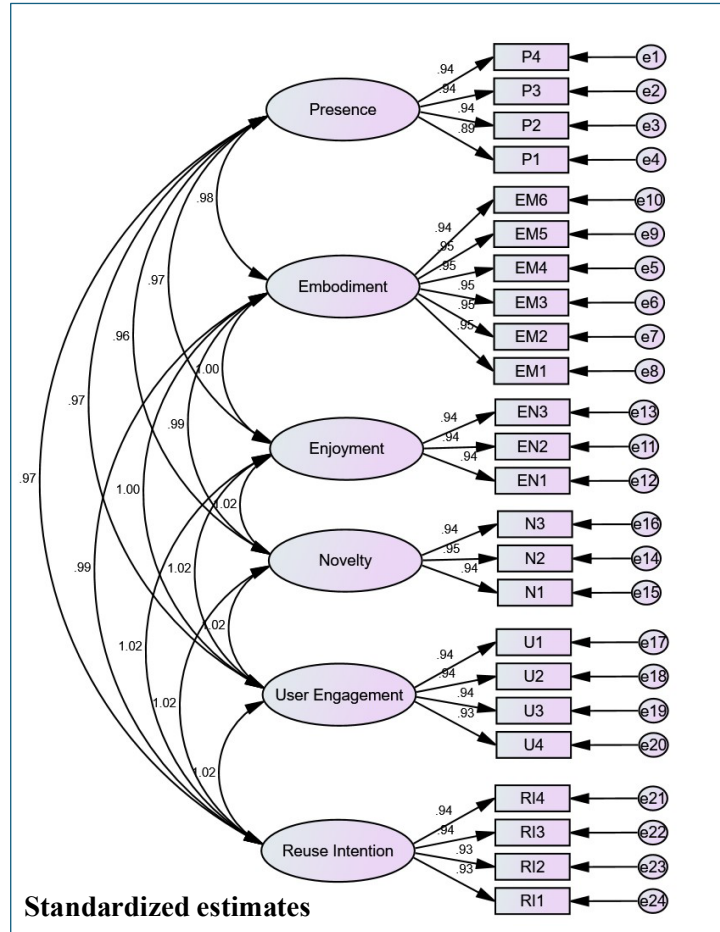 .94
P4
e1
.94
P3
e2
Presence
.94
P2
e3
.89
P1
e4
.98
EM6
e10
.94
EM5
e9
.95
.97
.95
EM4
e5
Embodiment
.95
EM3
e6
.95
.96
EM2
e7
.95
1.00
EM1
e8
.97
.99
.94
EN3
e13
.94
EN2
e11
Enjoyment
.94
EN1
e12
.97
1.00
1.02
.94
N3
e16
.95
N2
e14
Novelty
.99
1.02
.94
N1
e15
1.02
U1
e17
1.02
.94
.94
U2
e18
User Engagement
.94
1.02
U3
e19
.93
U4
e20
1.02
RI4
e21
.94
.94
RI3
e22
Reuse Intention
.93
RI2
e23
.93
RI1
e24
Standardized estimates